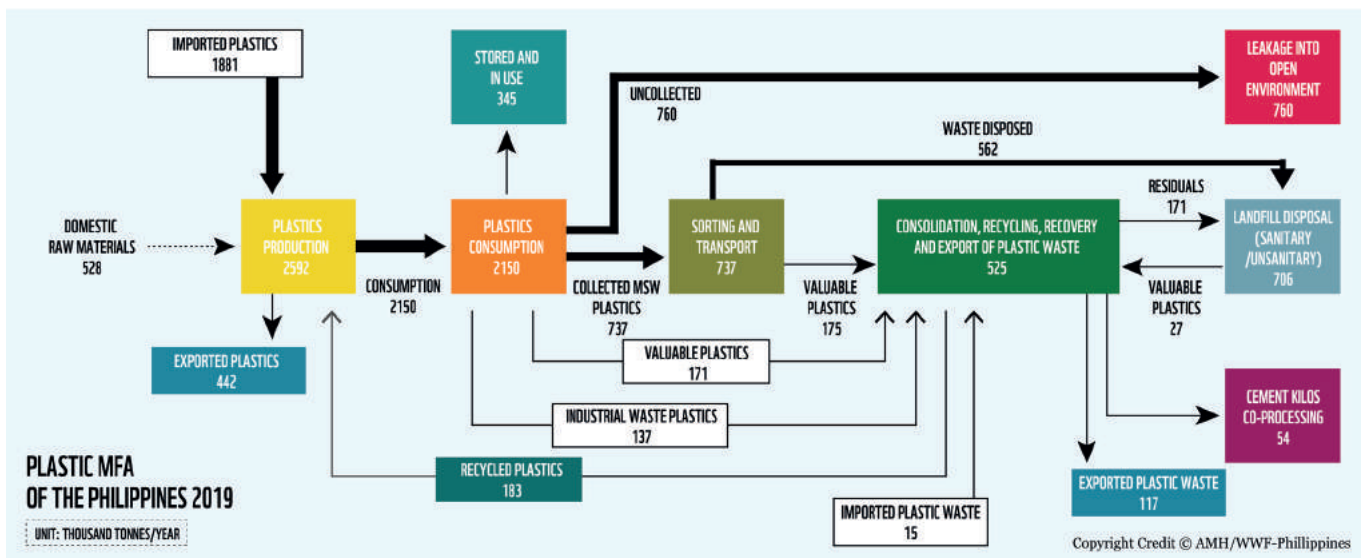 IMPORTED PLASTICS
1881
STORED AND
IN USE
345
LEAKAGE INTO
OPEN
ENVIRONMENT
760
UNCOLLECTED
760
WASTE DISPOSED
562
DOMESTIC
RAW MATERIALS
528
PLASTICS
PRODUCTION
2592
CONSUMPTION
2150
PLASTICS
CONSUMPTION
2150
COLLECTED MSW
PLASTICS
737
SORTING AND
TRANSPORT
737
VALUABLE
PLASTICS
175
CONSOLIDATION, RECYCLING, RECOVERY
AND EXPORT OF PLASTIC WASTE
525
RESIDUALS
171
VALUABLE
PLASTICS
27
LANDFILL DISPOSAL
(SANITARY
/UNSANITARY)
706
EXPORTED PLASTICS
442
VALUABLE PLASTICS
171
INDUSTRIAL WASTE PLASTICS
137
RECYCLED PLASTICS
183
IMPORTED PLASTIC WASTE
15
EXPORTED PLASTIC WASTE
117
CEMENT KILOS
CO-PROCESSING
54
PLASTIC MFA
OF THE PHILIPPINES 2019
UNIT: THOUSAND TONNES/YEAR
Copyright Credit © AMH/WWF-Phillippines